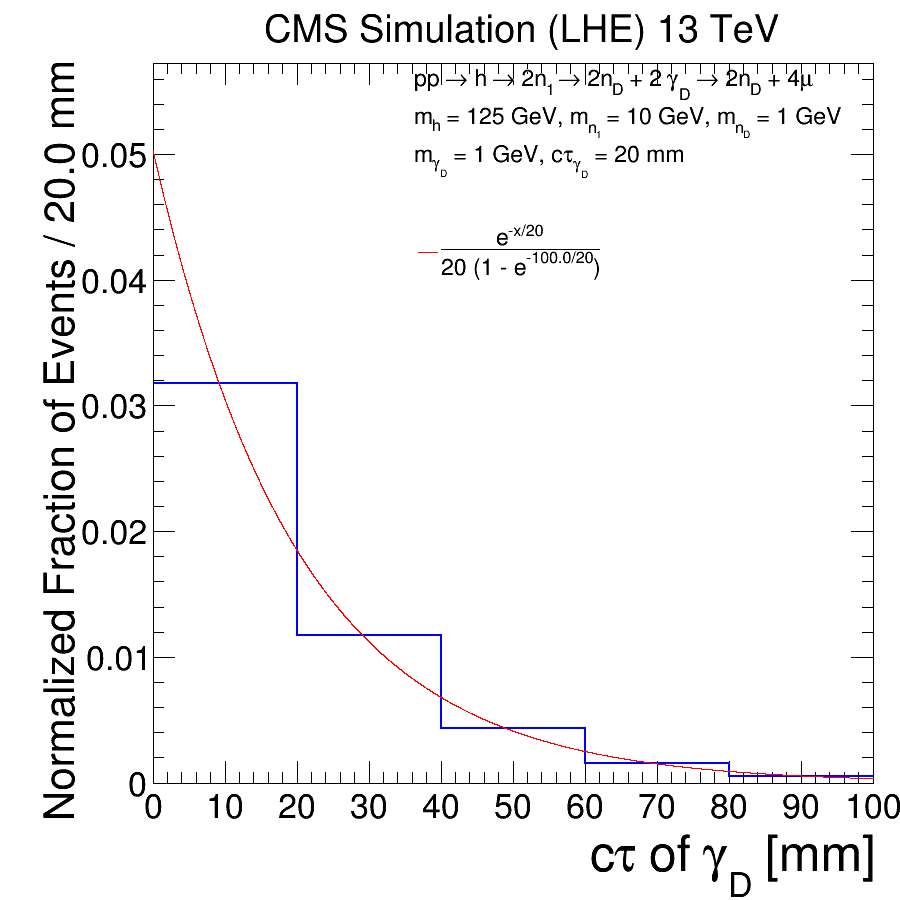 CMS Simulation (LHE) 13 TeV
pp → h → 2n₁ → 2n_D + 2 γ_D → 2n_D + 4μ
m_h = 125 GeV, m_n₁ = 10 GeV, m_n_D = 1 GeV
m_γ_D = 1 GeV, cτ_γ_D = 20 mm
e^-x/20
20 (1 - e^-100.0/20)
Normalized Fraction of Events / 20.0 mm
0.05
0.04
0.03
0.02
0.01
0
0 10 20 30 40 50 60 70 80 90 100
cτ of γ_D [mm]